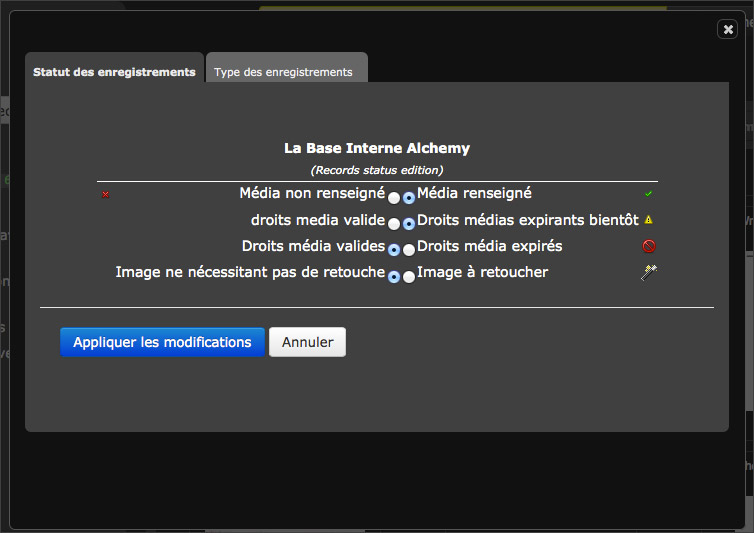 Statut des enregistrements
Type des enregistrements
La Base Interne Alchemy
(Records status edition)
Média non renseigné Média renseigné
droits media valide Droits médias expirants bientôt
Droits média valides Droits média expirés
Image ne nécessitant pas de retouche Image à retoucher
Appliquer les modifications Annuler